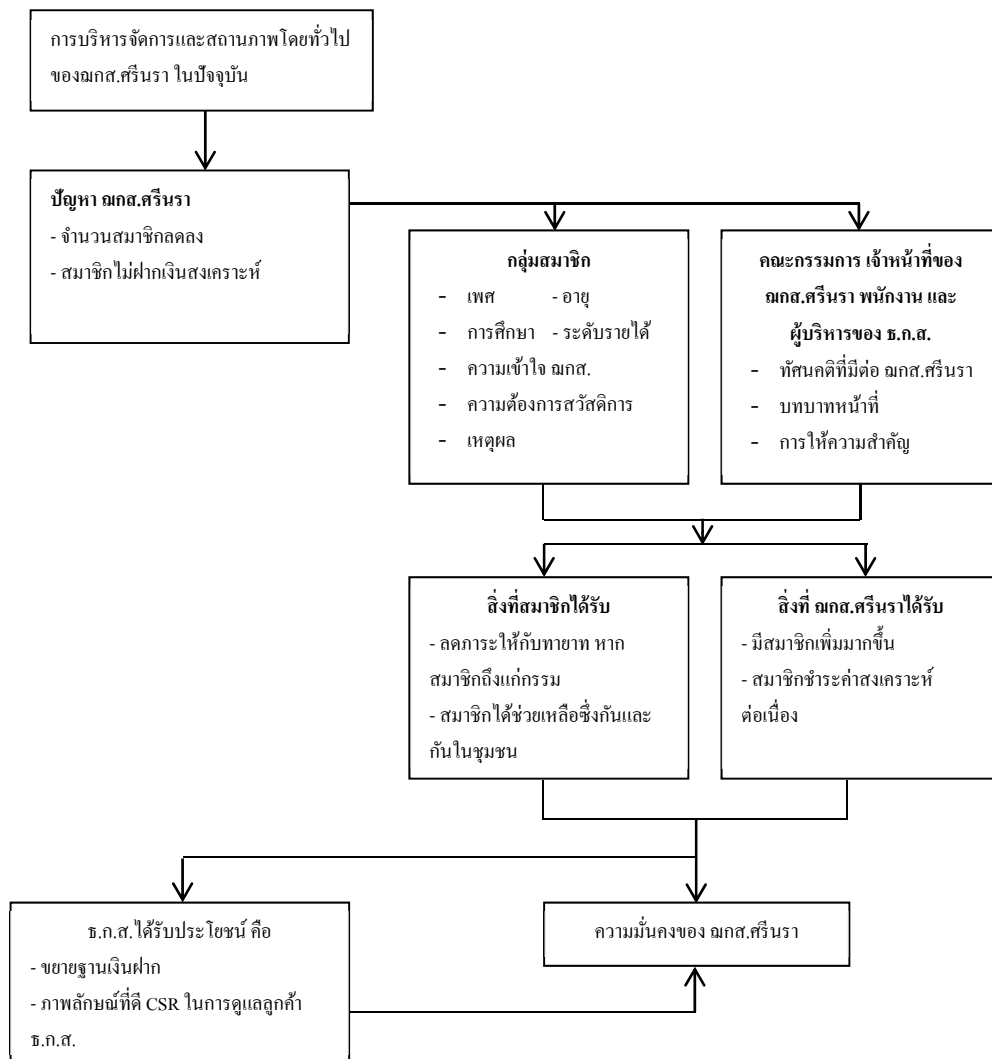 การบริหารจัดการและสถานภาพโดยทั่วไป
ของฌกส.ศรีนรา ในปัจจุบัน
ปัญหา ฌกส.ศรีนรา
- จำนวนสมาชิกลดลง
- สมาชิกไม่ฝากเงินสงเคราะห์
กลุ่มสมาชิก
- เพศ - อายุ
- การศึกษา - ระดับรายได้
- ความเข้าใจ ฌกส.
- ความต้องการสวัสดิการ
- เหตุผล
คณะกรรมการ เจ้าหน้าที่ของ
ฌกส.ศรีนรา พนักงาน และ
ผู้บริหารของ ธ.ก.ส.
- ทัศนคติที่มีต่อ ฌกส.ศรีนรา
- บทบาทหน้าที่
- การให้ความสำคัญ
สิ่งที่สมาชิกได้รับ
- ลดภาระให้กับทายาท หาก
สมาชิกถึงแก่กรรม
- สมาชิกได้ช่วยเหลือซึ่งกันและ
กันในชุมชน
สิ่งที่ ฌกส.ศรีนราได้รับ
- มีสมาชิกเพิ่มมากขึ้น
- สมาชิกชำระค่าสงเคราะห์
ต่อเนื่อง
ธ.ก.ส.ได้รับประโยชน์ คือ
- ขยายฐานเงินฝาก
- ภาพลักษณ์ที่ดี CSR ในการดูแลลูกค้า
ธ.ก.ส.
ความมั่นคงของ ฌกส.ศรีนรา